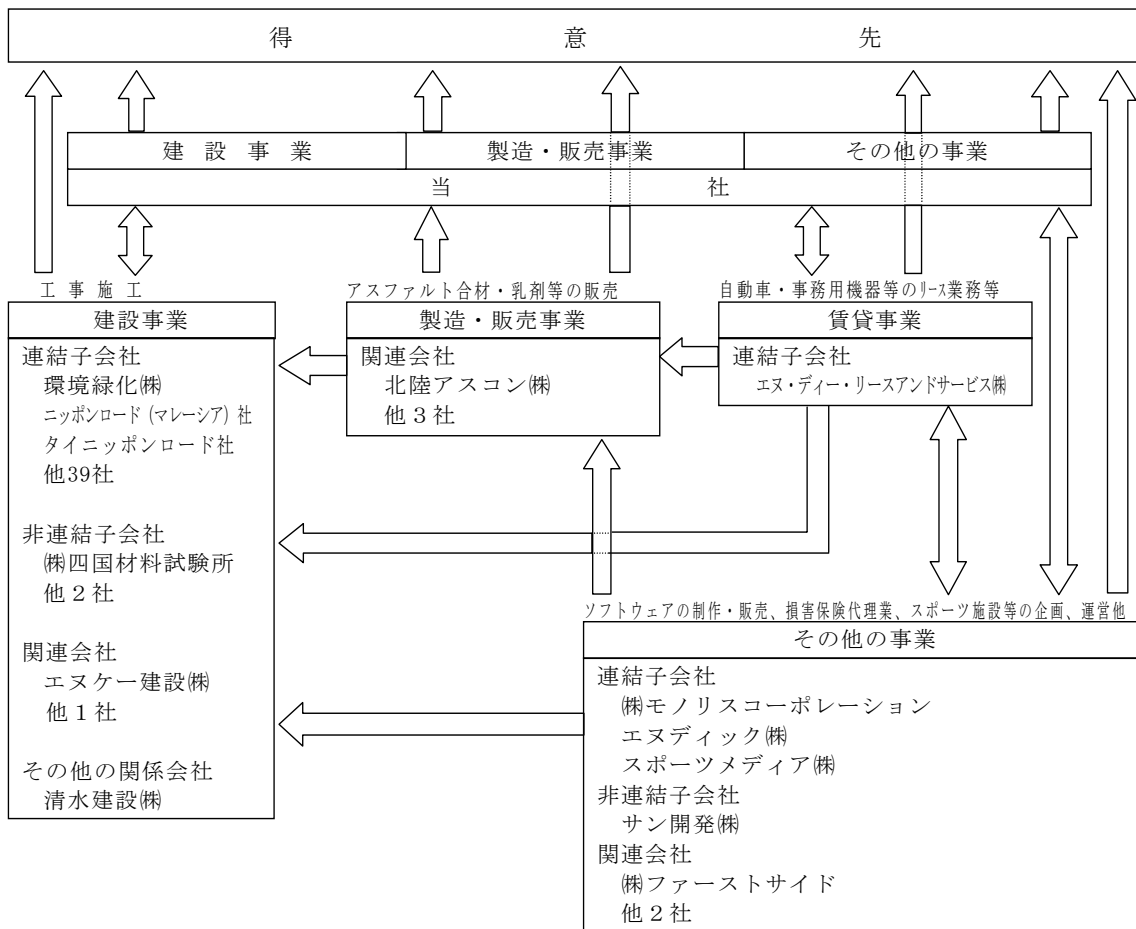 得意先
建設事業
製造・販売事業
その他の事業
当社
工事施工
建設事業
連結子会社
環境緑化㈱
ニッポンロード(マレーシア)社
タイニッポンロード社
他39社
非連結子会社
㈱四国材料試験所
他２社
関連会社
エヌケー建設㈱
他１社
その他の関係会社
清水建設㈱
アスファルト合材・乳剤等の販売
製造・販売事業
関連会社
北陸アスコン㈱
他３社
自動車・事務用機器等のリース業務等
賃貸事業
連結子会社
エヌ・ディー・リースアンドサービス㈱
ソフトウェアの制作・販売、損害保険代理業、スポーツ施設等の企画、運営他
その他の事業
連結子会社
㈱モノリスコーポレーション
エヌディック㈱
スポーツメディア㈱
非連結子会社
サン開発㈱
関連会社
㈱ファーストサイド
他２社